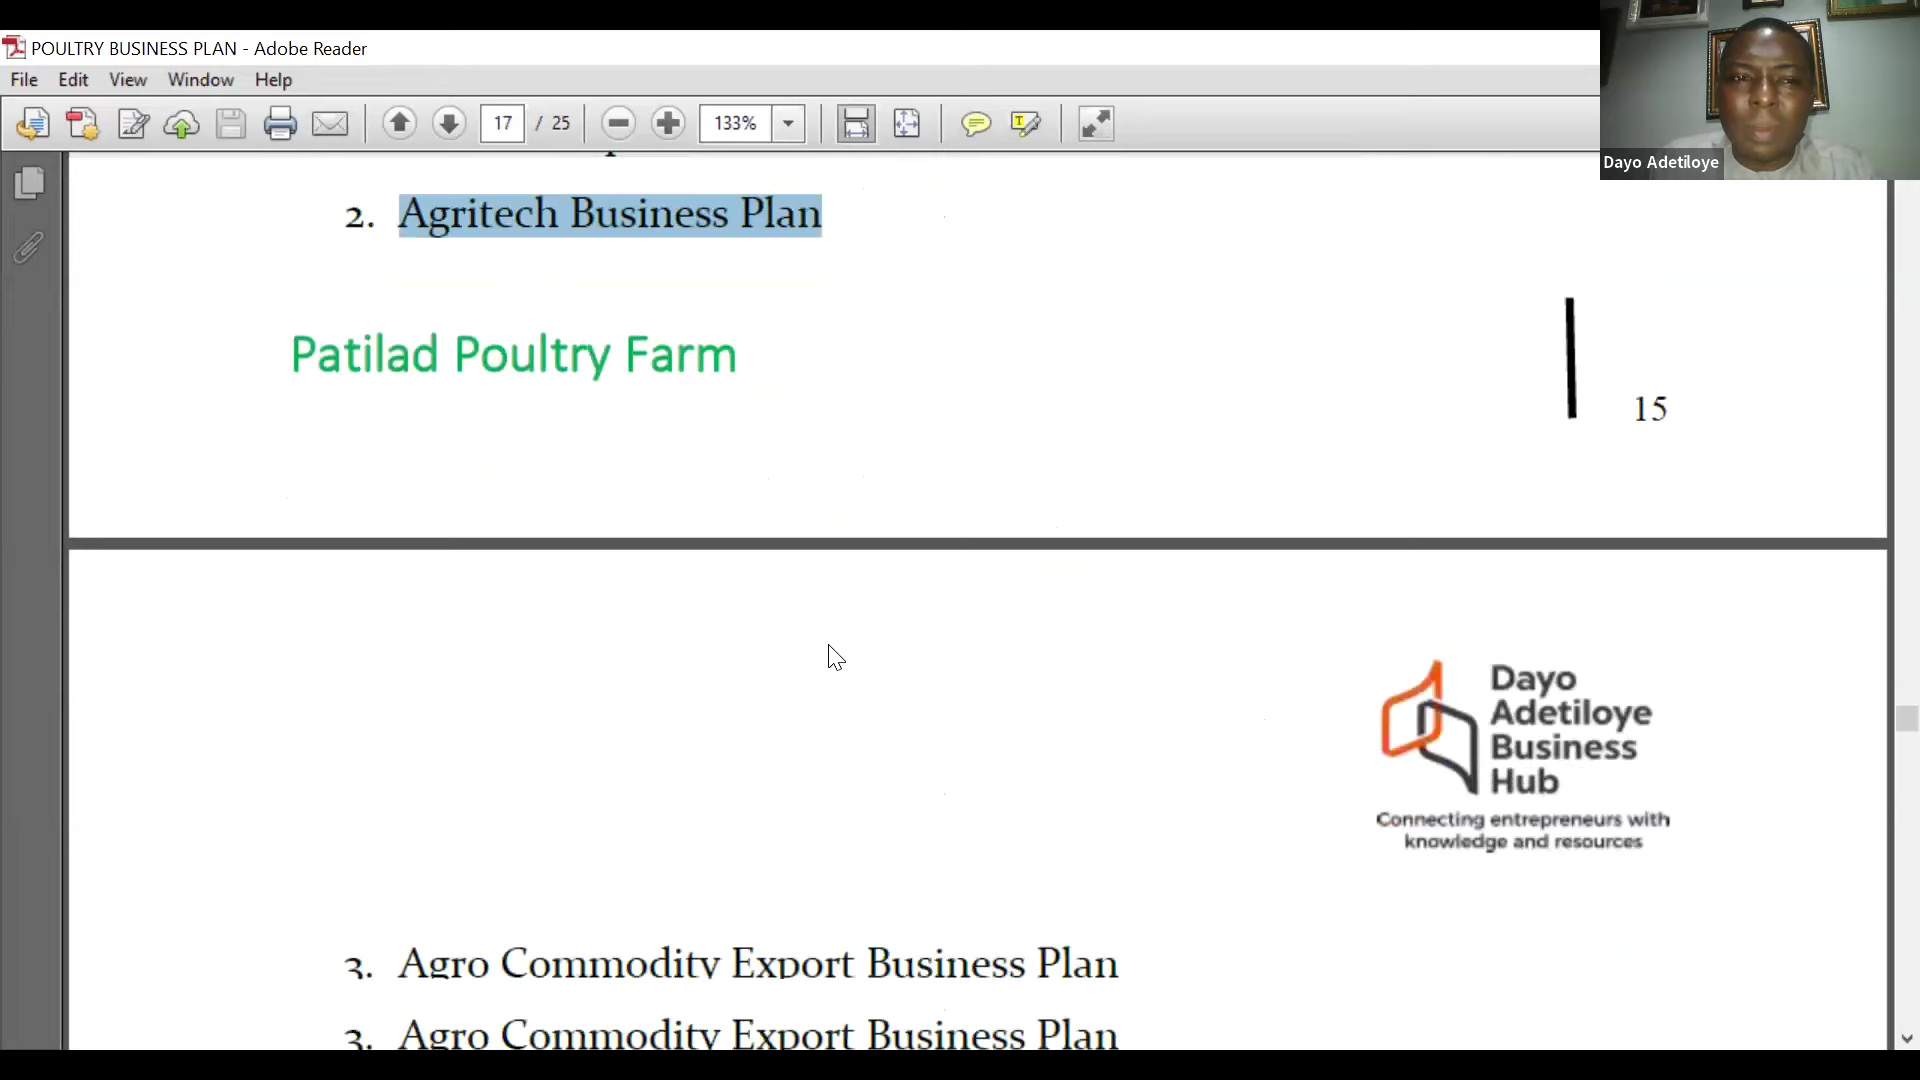 POULTRY BUSINESS PLAN - Adobe Reader
File Edit View Window Help
17 / 25 133%
Dayo Adetiloye
2. Agritech Business Plan
Patilad Poultry Farm
15
Dayo
Adetiloye
Business
Hub
Connecting entrepreneurs with
knowledge and resources
3. Agro Commodity Export Business Plan
3. Agro Commodity Export Business Plan